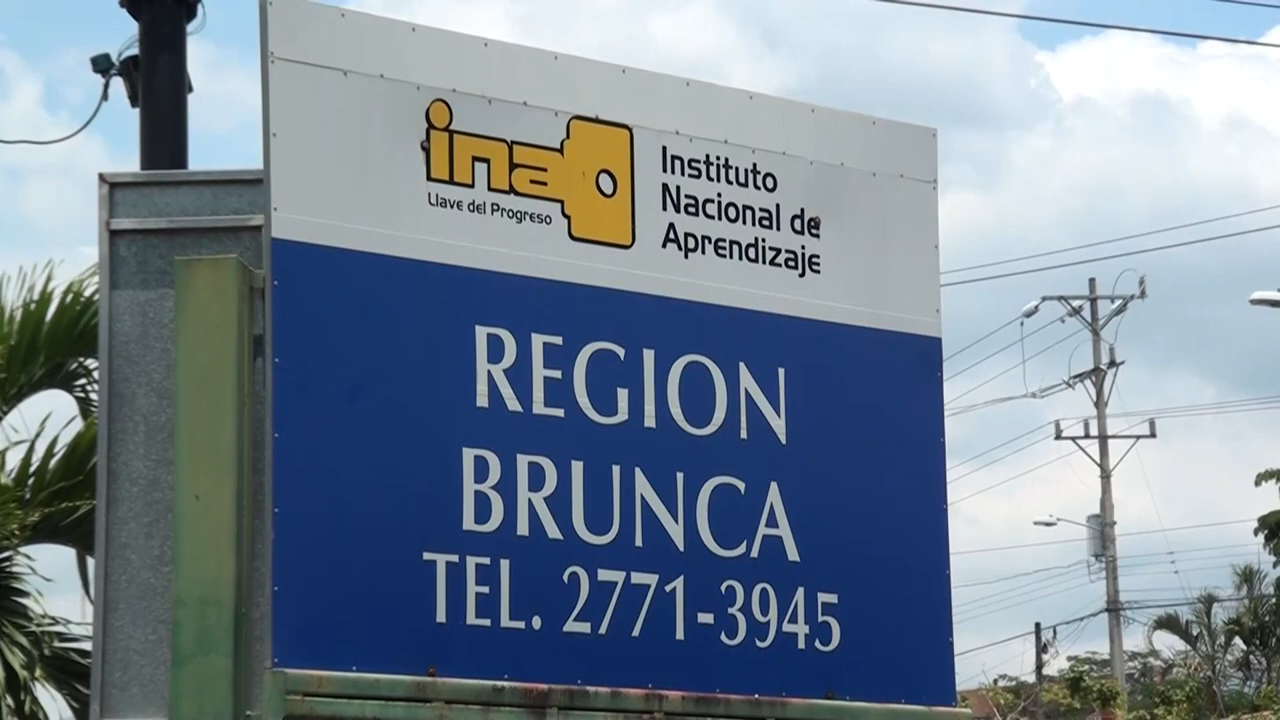 ina
Llave del Progreso
Instituto
Nacional de
Aprendizaje
REGION
BRUNCA
TEL. 2771-3945